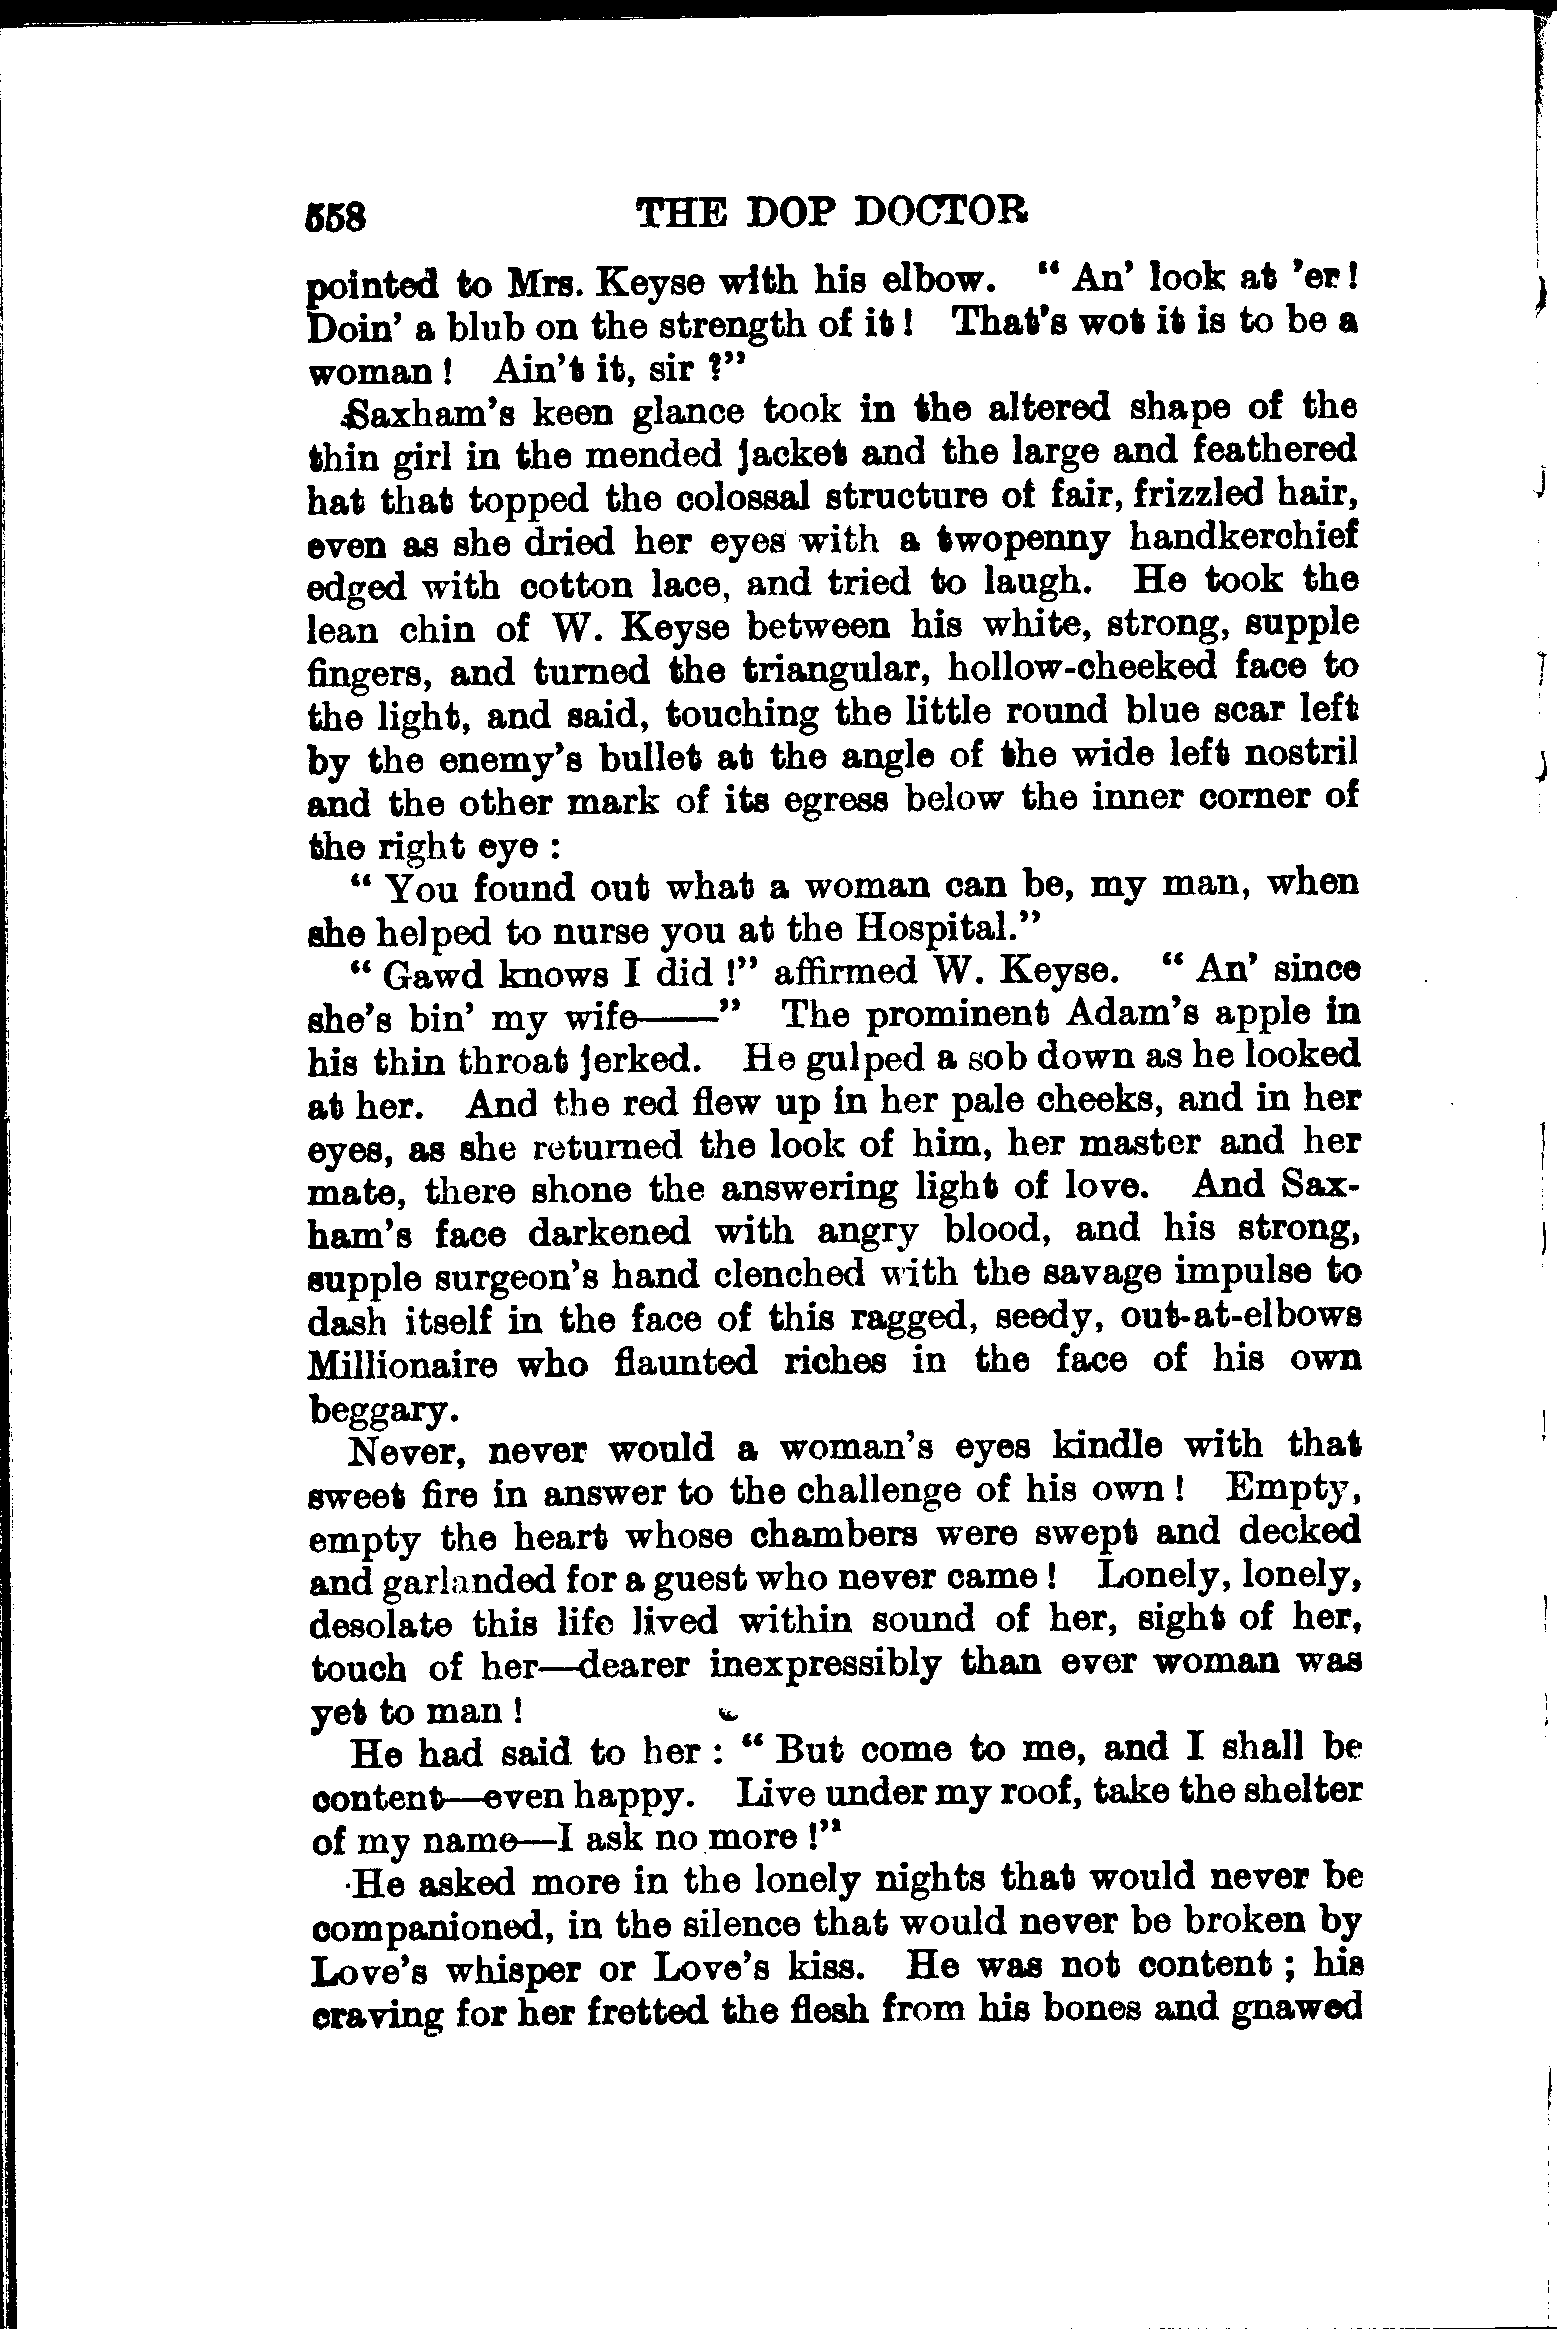 558 THE DOP DOCTOR
pointed to Mrs. Keyse with his elbow. “ An’ look at ’er !
Doin’ a blub on the strength of it ! That’s wot it is to be a
woman ! Ain’t it, sir ?”
Saxham’s keen glance took in the altered shape of the
thin girl in the mended jacket and the large and feathered
hat that topped the colossal structure of fair, frizzled hair,
even as she dried her eyes with a twopenny handkerchief
edged with cotton lace, and tried to laugh. He took the
lean chin of W. Keyse between his white, strong, supple
fingers, and turned the triangular, hollow-cheeked face to
the light, and said, touching the little round blue scar left
by the enemy’s bullet at the angle of the wide left nostril
and the other mark of its egress below the inner corner of
the right eye :
“ You found out what a woman can be, my man, when
she helped to nurse you at the Hospital.”
“ Gawd knows I did !” affirmed W. Keyse. “ An’ since
she’s bin’ my wife——” The prominent Adam’s apple in
his thin throat jerked. He gulped a sob down as he looked
at her. And the red flew up in her pale cheeks, and in her
eyes, as she returned the look of him, her master and her
mate, there shone the answering light of love. And Sax-
ham’s face darkened with angry blood, and his strong,
supple surgeon’s hand clenched with the savage impulse to
dash itself in the face of this ragged, seedy, out-at-elbows
Millionaire who flaunted riches in the face of his own
beggary.
Never, never would a woman’s eyes kindle with that
sweet fire in answer to the challenge of his own ! Empty,
empty the heart whose chambers were swept and decked
and garlanded for a guest who never came ! Lonely, lonely,
desolate this life lived within sound of her, sight of her,
touch of her—dearer inexpressibly than ever woman was
yet to man !
He had said to her : “ But come to me, and I shall be
content—even happy. Live under my roof, take the shelter
of my name—I ask no more !”
He asked more in the lonely nights that would never be
companioned, in the silence that would never be broken by
Love’s whisper or Love’s kiss. He was not content ; his
craving for her fretted the flesh from his bones and gnawed